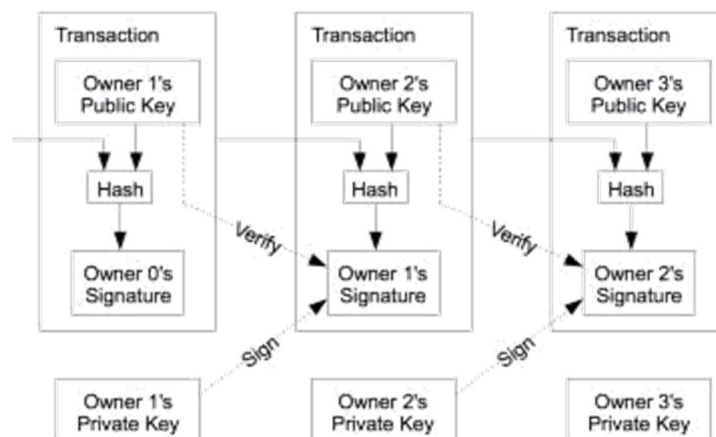 Transaction
Transaction
Transaction
Owner 1's
Public Key
Owner 2's
Public Key
Owner 3's
Public Key
Hash
Hash
Hash
Verify
Verify
Owner 0's
Signature
Owner 1's
Signature
Owner 2's
Signature
Sign
Sign
Owner 1's
Private Key
Owner 2's
Private Key
Owner 3's
Private Key